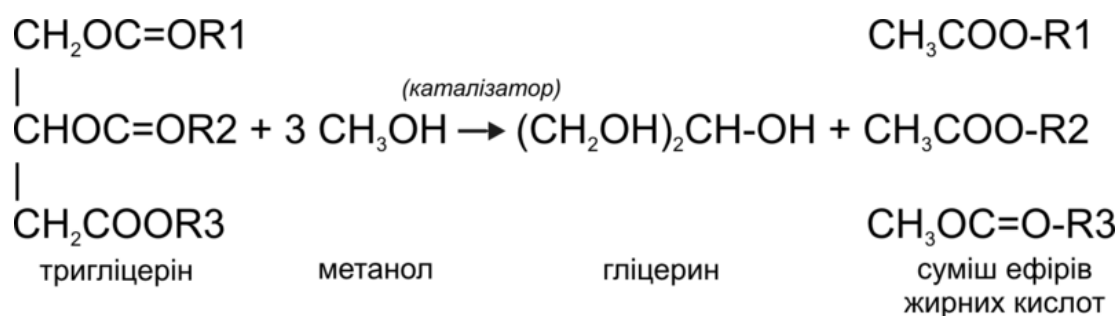 CH₂OC=OR1 CH₃COO-R1
| (каталізатор)
CHOC=OR2 + 3 CH₃OH → (CH₂OH)₂CH-OH + CH₃COO-R2
|
CH₂COOR3 CH₃OC=O-R3
тригліцерін метанол гліцерин суміш ефірів
жирних кислот